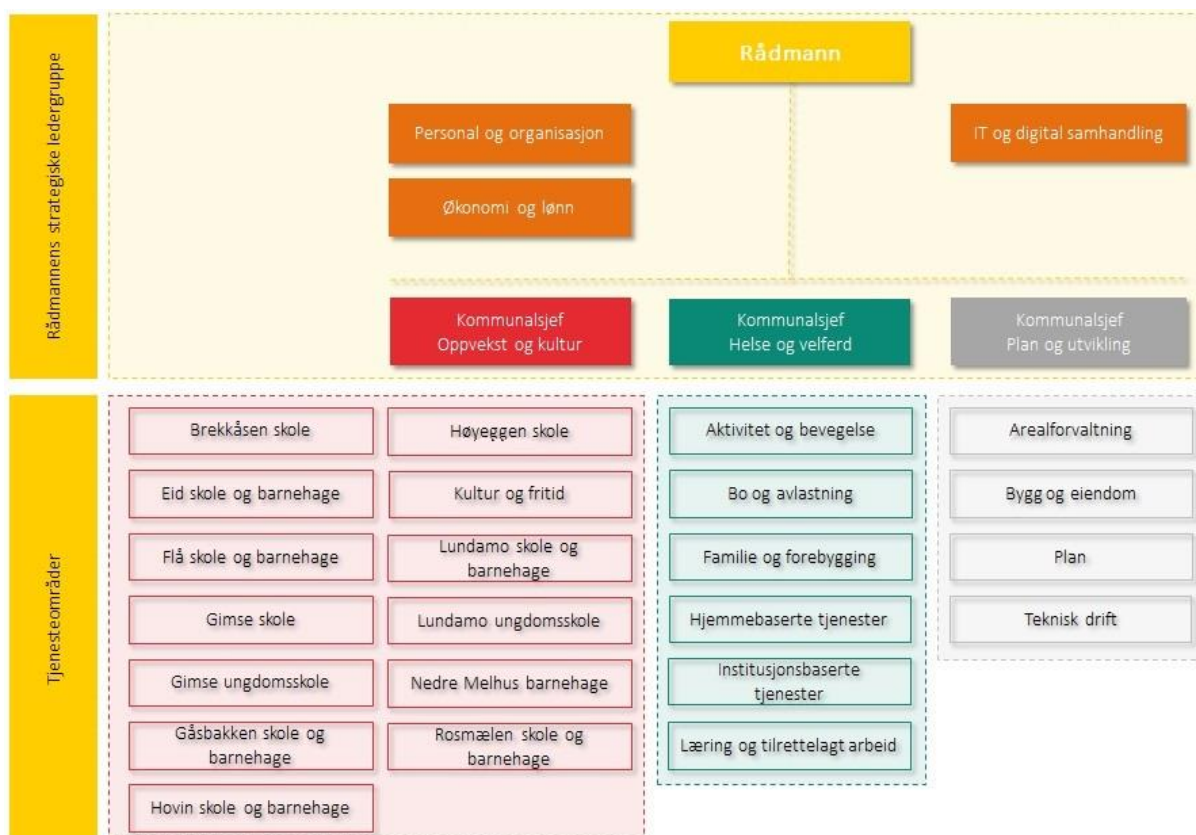 Rådmannens strategiske ledergruppe
Rådmann
Personal og organisasjon
IT og digital samhandling
Økonomi og lønn
Kommunalsjef
Oppvekst og kultur
Kommunalsjef
Helse og velferd
Kommunalsjef
Plan og utvikling
Tjenesteområder
Brekkåsen skole
Eid skole og barnehage
Flå skole og barnehage
Gimse skole
Gimse ungdomsskole
Gåsbakken skole og
barnehage
Hovin skole og barnehage
Høyeggen skole
Kultur og fritid
Lundamo skole og
barnehage
Lundamo ungdomsskole
Nedre Melhus barnehage
Rosmælen skole og
barnehage
Aktivitet og bevegelse
Bo og avlastning
Familie og forebygging
Hjemmebaserte tjenester
Institusjonsbaserte
tjenester
Læring og tilrettelagt arbeid
Arealforvaltning
Bygg og eiendom
Plan
Teknisk drift